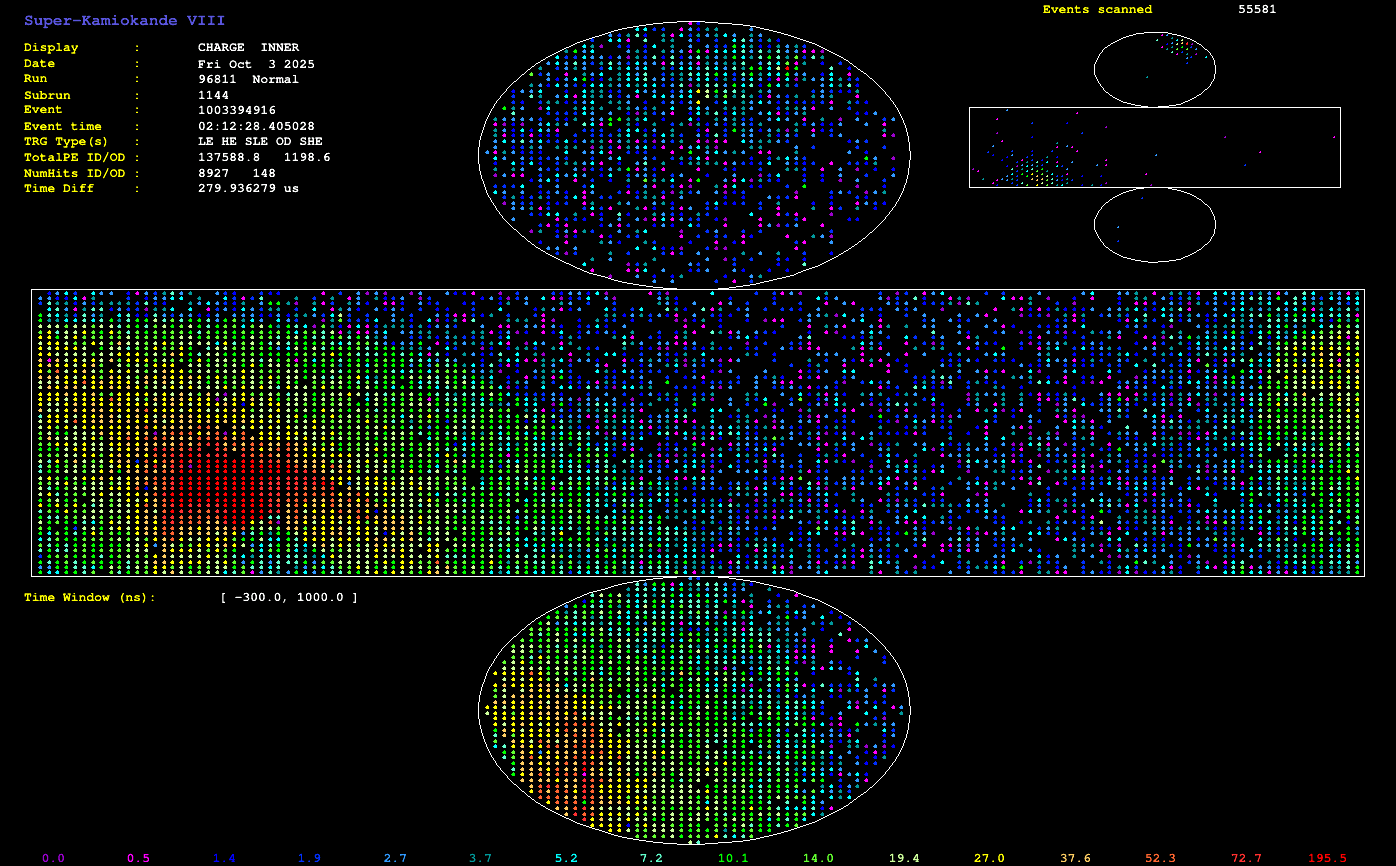 Super-Kamiokande VIII
Events scanned 55581
Display : CHARGE INNER
Date : Fri Oct 3 2025
Run : 96811 Normal
Subrun : 1144
Event : 1003394916
Event time : 02:12:28.405028
TRG Type(s) : LE HE SLE OD SHE
TotalPE ID/OD : 137588.8 1198.6
NumHits ID/OD : 8927 148
Time Diff : 279.936279 us
Time Window (ns): [ -300.0, 1000.0 ]
0.0 0.5 1.4 1.9 2.7 3.7 5.2 7.2 10.1 14.0 19.4 27.0 37.6 52.3 72.7 195.5